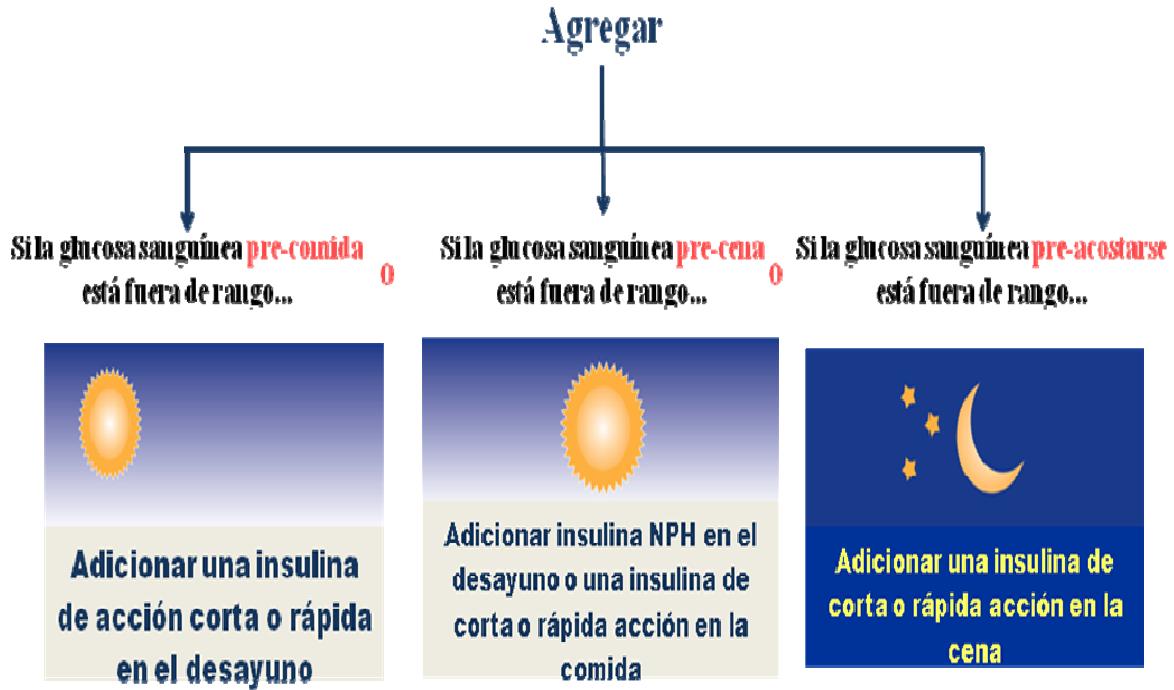 Agregar
Si la glucosa sanguínea pre-comida
está fuera de rango...
O
Si la glucosa sanguínea pre-cena
está fuera de rango...
O
Si la glucosa sanguínea pre-acostarse
está fuera de rango...
Adicionar una insulina
de acción corta o rápida
en el desayuno
Adicionar insulina NPH en el
desayuno o una insulina de
corta o rápida acción en la
comida
Adicionar una insulina de
corta o rápida acción en la
cena